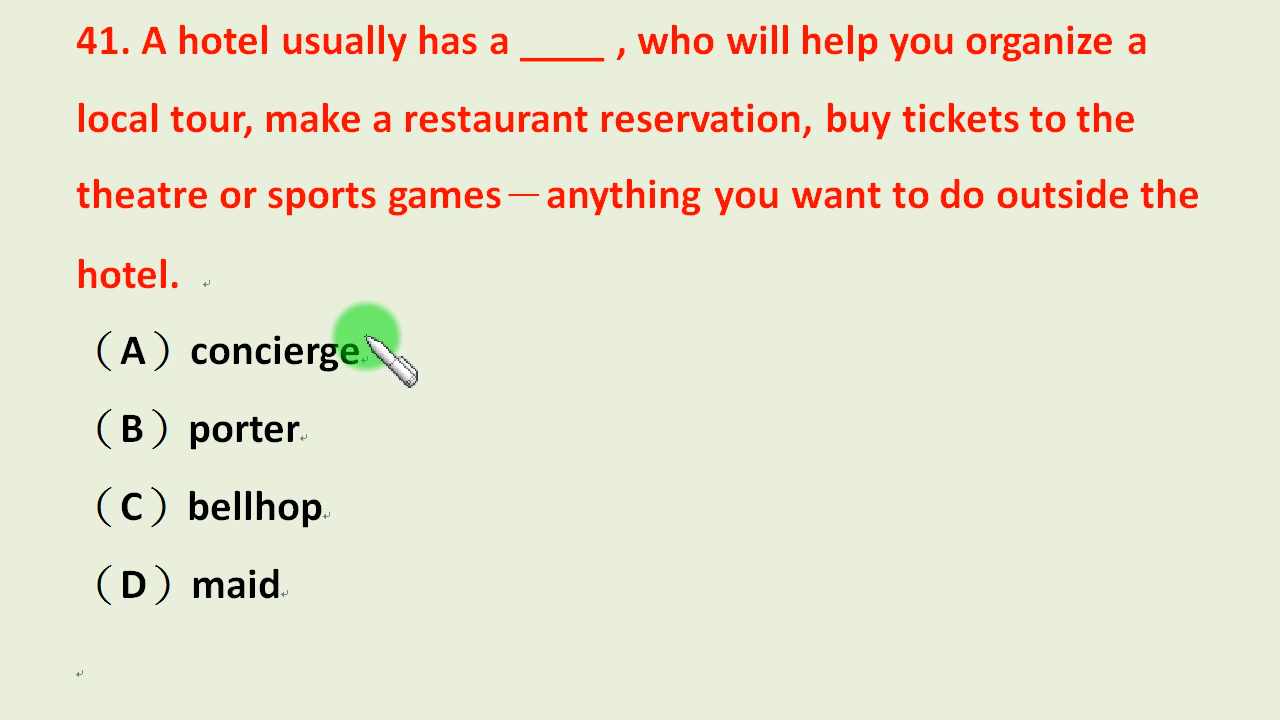 41. A hotel usually has a ____ , who will help you organize a
local tour, make a restaurant reservation, buy tickets to the
theatre or sports games－anything you want to do outside the
hotel.
（A）concierge
（B）porter
（C）bellhop
（D）maid